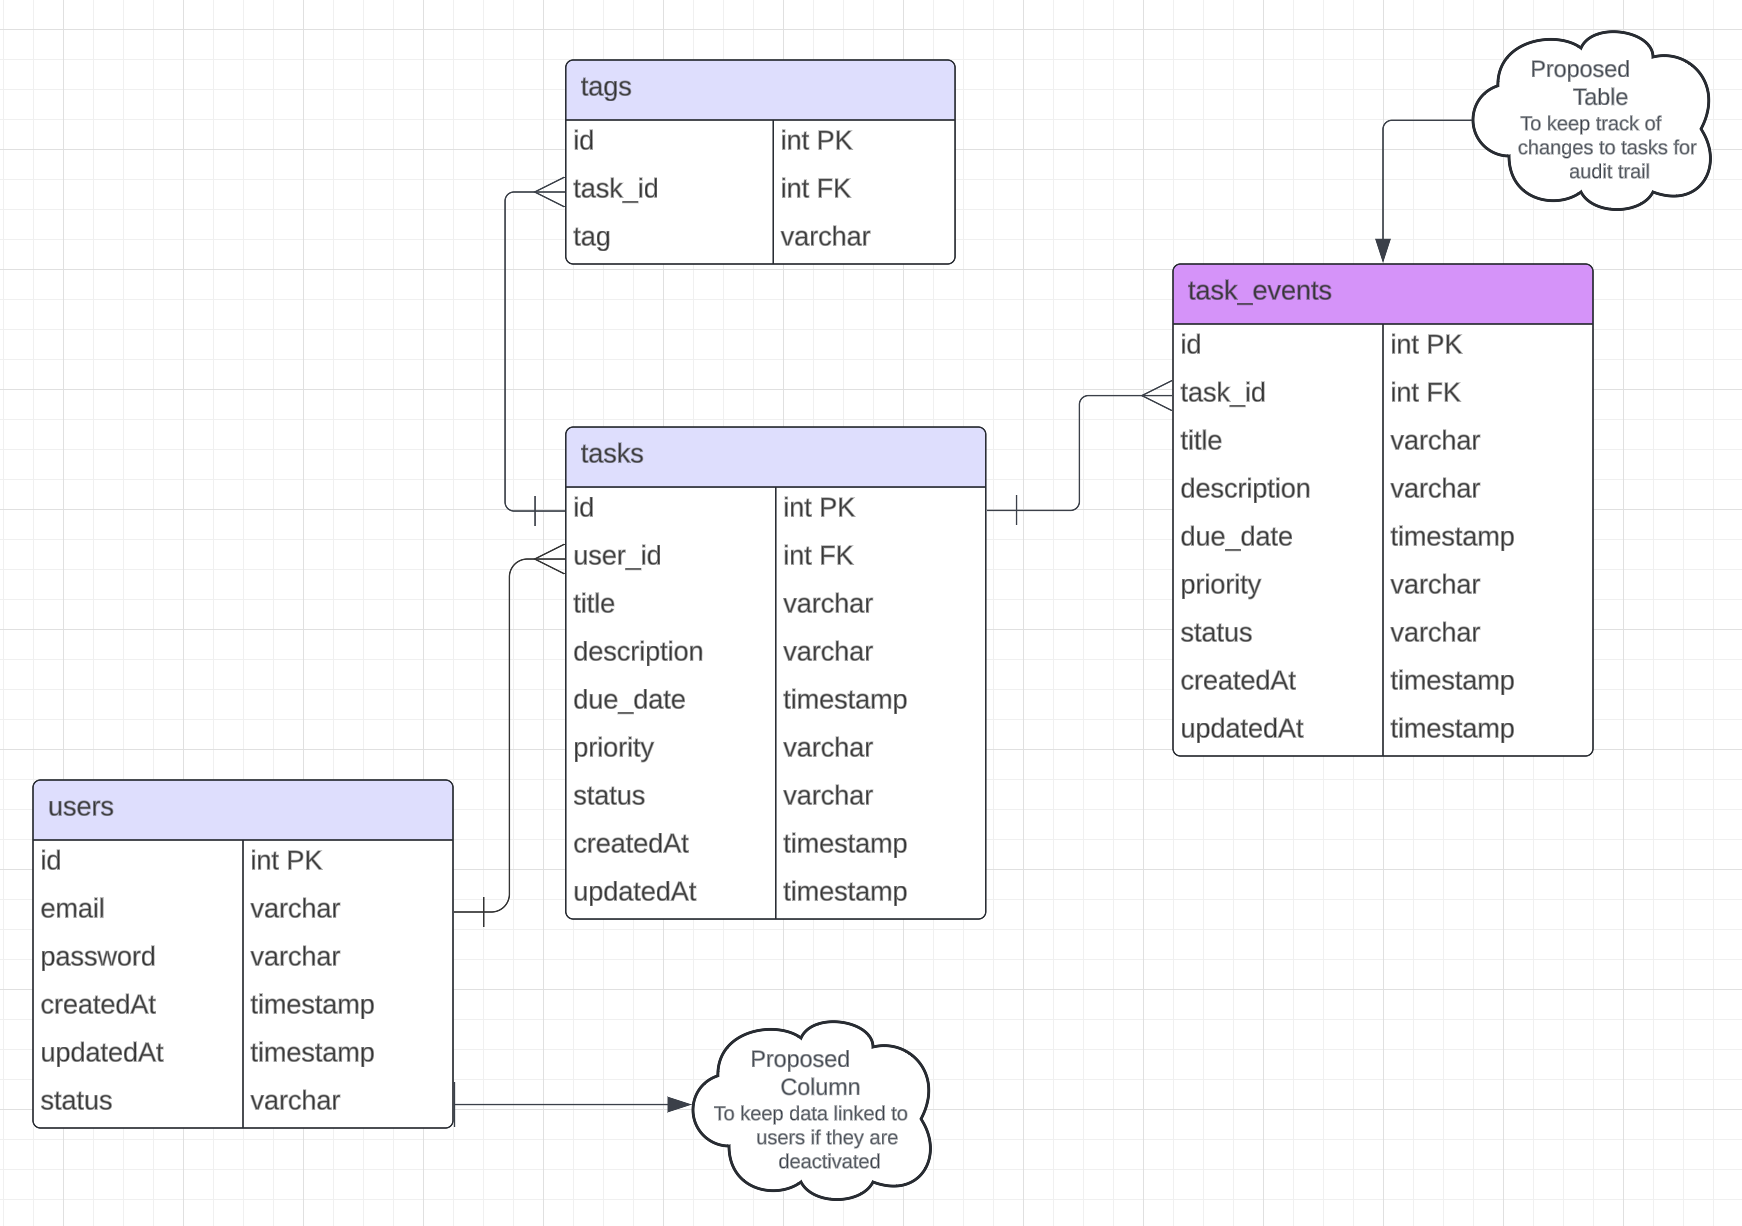 tags
id int PK
task_id int FK
tag varchar
Proposed
Table
To keep track of
changes to tasks for
audit trail
task_events
id int PK
task_id int FK
title varchar
description varchar
due_date timestamp
priority varchar
status varchar
createdAt timestamp
updatedAt timestamp
tasks
id int PK
user_id int FK
title varchar
description varchar
due_date timestamp
priority varchar
status varchar
createdAt timestamp
updatedAt timestamp
users
id int PK
email varchar
password varchar
createdAt timestamp
updatedAt timestamp
status varchar
Proposed
Column
To keep data linked to
users if they are
deactivated